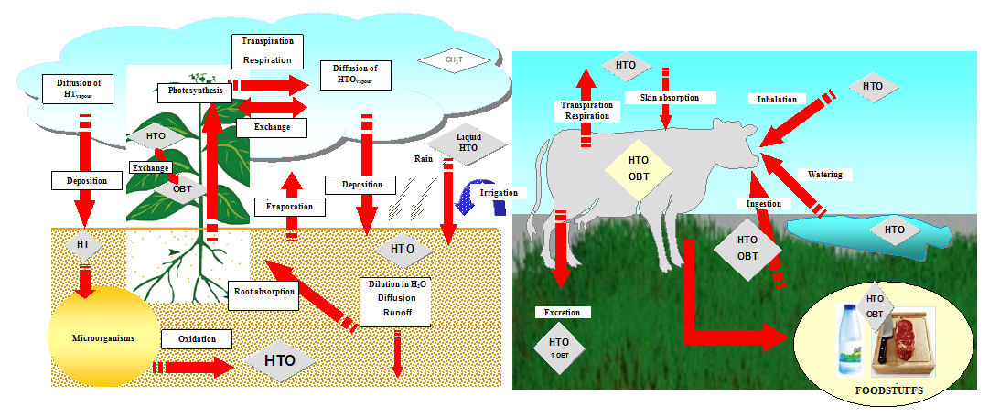 Transpiration
Respiration
Diffusion of
HTvapour
Photosynthesis
Diffusion of
HTOvapour
CH3T
Exchange
HTO
Liquid
HTO
Rain
Exchange
OBT
Deposition
Deposition
Evaporation
Irrigation
HT
HTO
Root absorption
Dilution in H2O
Diffusion
Runoff
Microorganisms
Oxidation
HTO
HTO
Transpiration
Respiration
Skin absorption
Inhalation
HTO
HTO
OBT
Watering
Ingestion
HTO
HTO
OBT
Excretion
HTO
? OBT
HTO
OBT
FOODSTUFFS